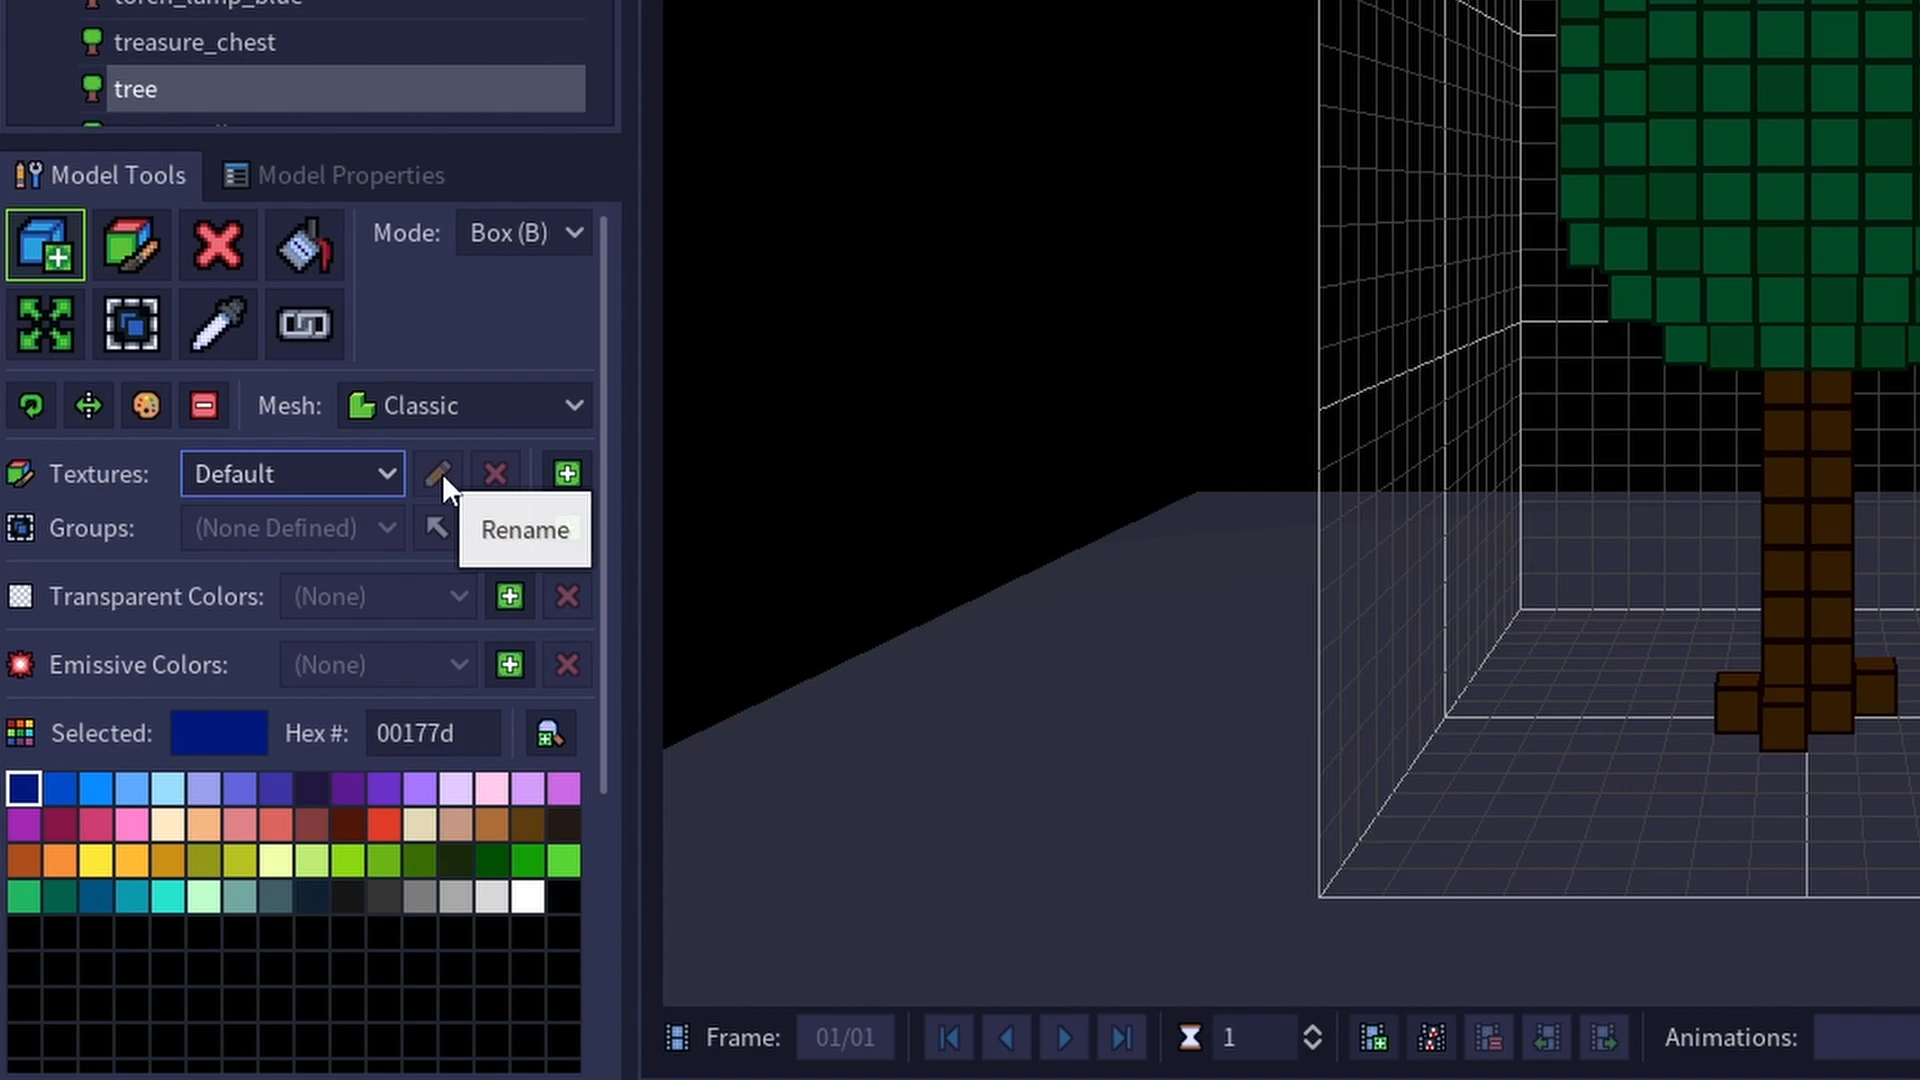 torch_lamp_blue
treasure_chest
tree
Model Tools
Model Properties
Mode: Box (B)
Mesh: Classic
Textures: Default
Rename
Groups: (None Defined)
Transparent Colors: (None)
Emissive Colors: (None)
Selected: Hex #: 00177d
Frame: 01/01 1 Animations: